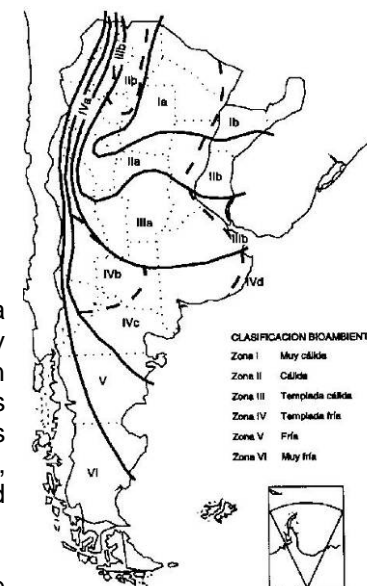 IIIb
IIb
IVa
Ia
Ib
IIa
IIb
IIIa
IIIb
IVb
IVd
IVc
V
VI
CLASIFICACION BIOAMBIENT
Zona I Muy cálida
Zona II Cálida
Zona III Templada cálida
Zona IV Templada fría
Zona V Fría
Zona VI Muy fría
a
y
n
s
s
,
d